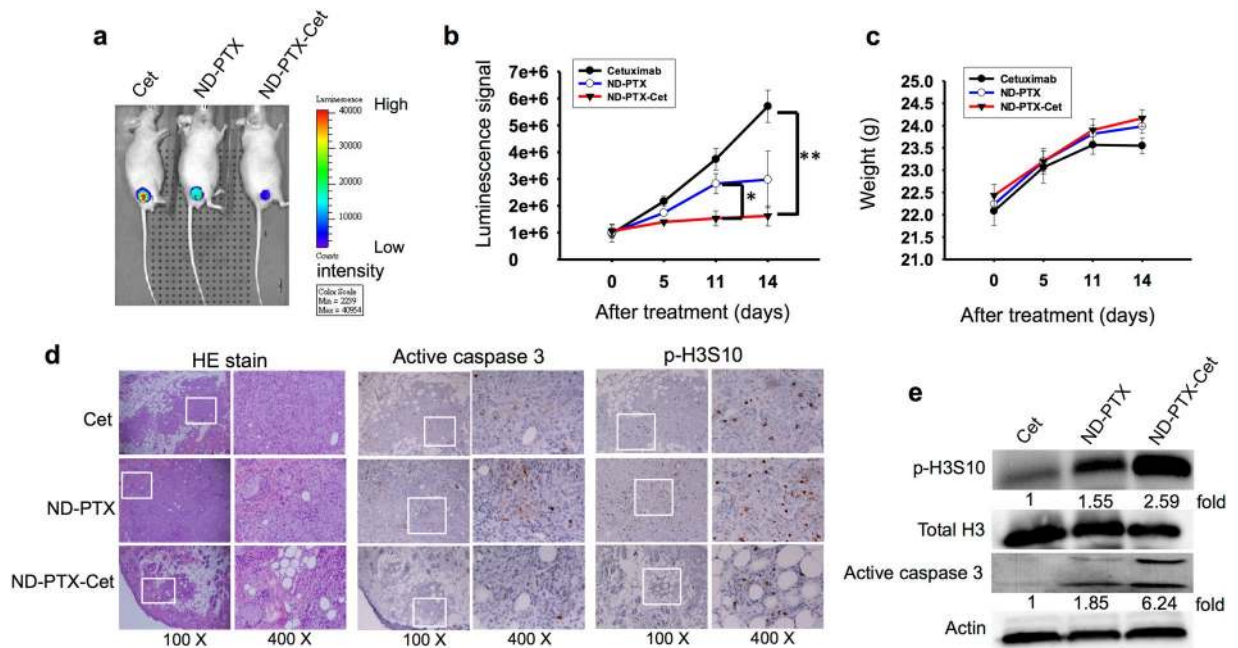 a
Cet
ND-PTX
ND-PTX-Cet
Luminescence
High
40000
30000
20000
10000
Low
Counts
intensity
Color Scale
Min = 2239
Max = 40954
b
Cetuximab
ND-PTX
ND-PTX-Cet
Luminescence signal
7e+6
6e+6
5e+6
4e+6
3e+6
2e+6
1e+6
0
**
*
0 5 11 14
After treatment (days)
c
Cetuximab
ND-PTX
ND-PTX-Cet
Weight (g)
25.0
24.5
24.0
23.5
23.0
22.5
22.0
21.5
21.0
0 5 11 14
After treatment (days)
d
HE stain
Active caspase 3
p-H3S10
Cet
ND-PTX
ND-PTX-Cet
100 X 400 X 100 X 400 X 100 X 400 X
e
Cet
ND-PTX
ND-PTX-Cet
p-H3S10
1 1.55 2.59 fold
Total H3
Active caspase 3
1 1.85 6.24 fold
Actin